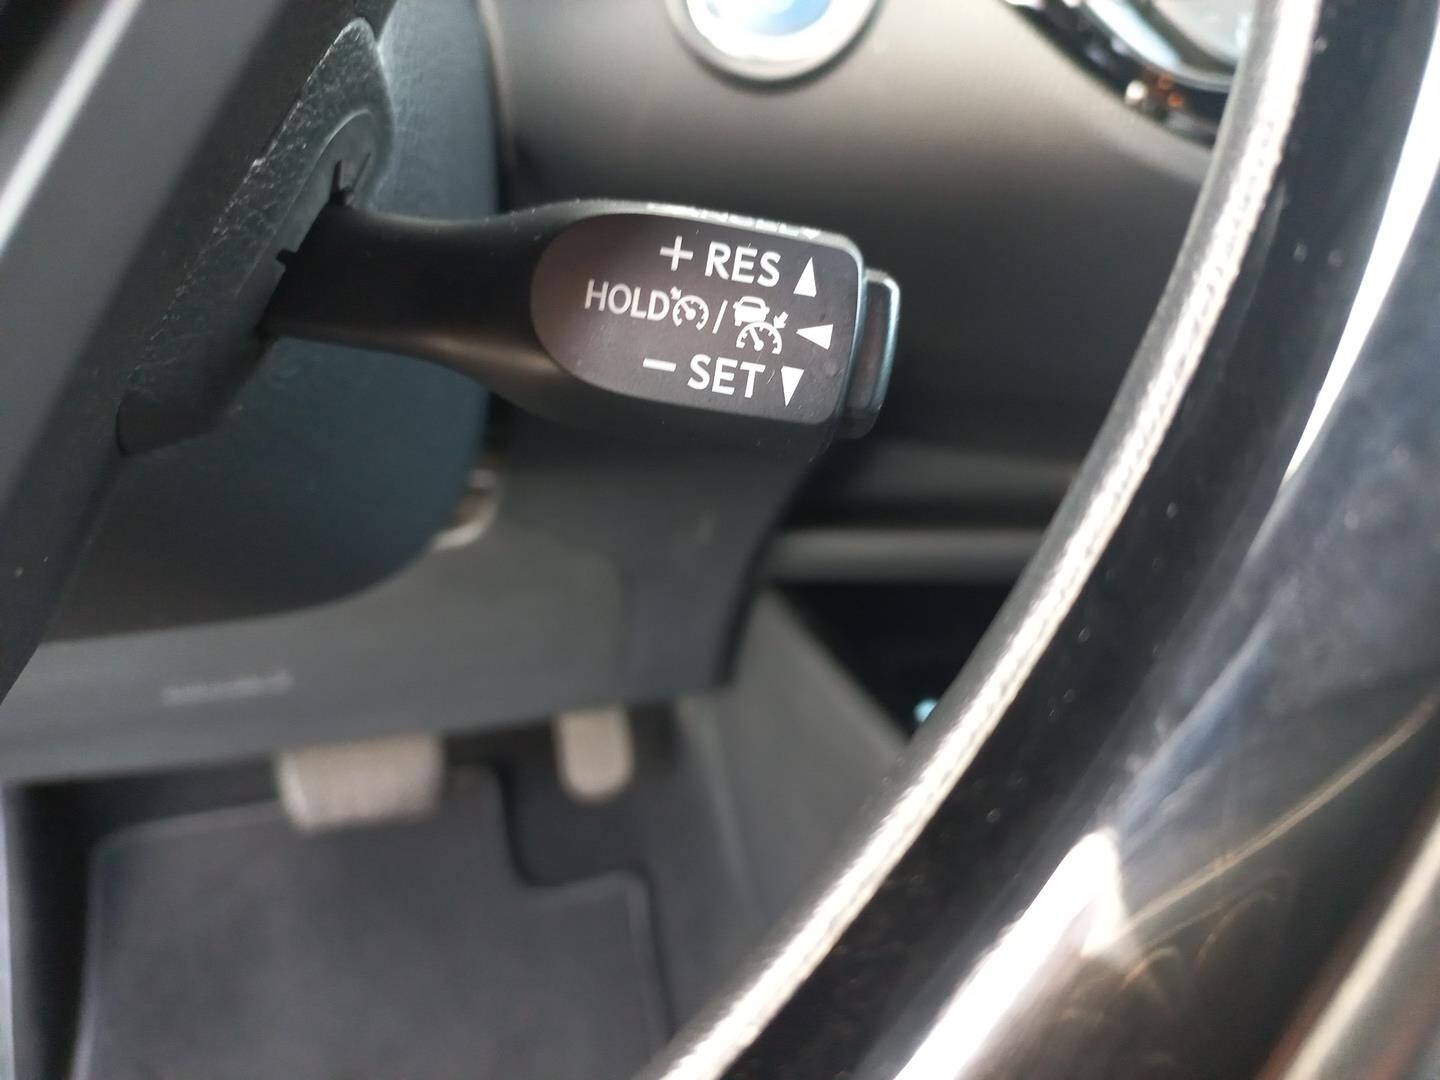 + RES ▲
HOLD / ◀
− SET ▼